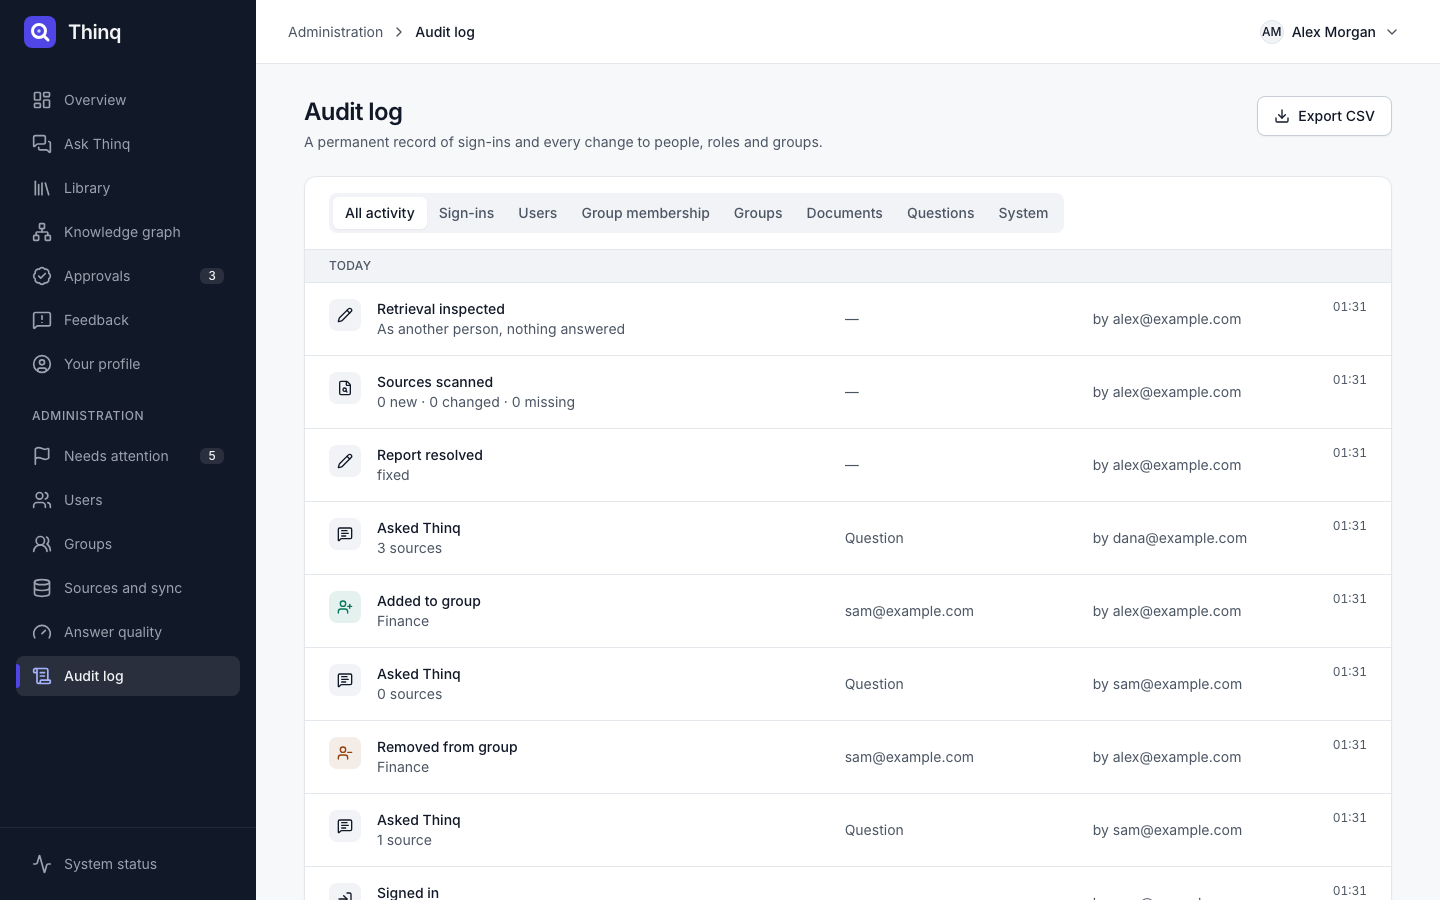 Thinq
Administration > Audit log
AM Alex Morgan
Overview
Ask Thinq
Library
Knowledge graph
Approvals 3
Feedback
Your profile
ADMINISTRATION
Needs attention 5
Users
Groups
Sources and sync
Answer quality
Audit log
System status
Audit log
A permanent record of sign-ins and every change to people, roles and groups.
Export CSV
All activity Sign-ins Users Group membership Groups Documents Questions System
TODAY
Retrieval inspected
As another person, nothing answered
— by alex@example.com 01:31
Sources scanned
0 new · 0 changed · 0 missing
— by alex@example.com 01:31
Report resolved
fixed
— by alex@example.com 01:31
Asked Thinq
3 sources
Question by dana@example.com 01:31
Added to group
Finance
sam@example.com by alex@example.com 01:31
Asked Thinq
0 sources
Question by sam@example.com 01:31
Removed from group
Finance
sam@example.com by alex@example.com 01:31
Asked Thinq
1 source
Question by sam@example.com 01:31
Signed in 01:31